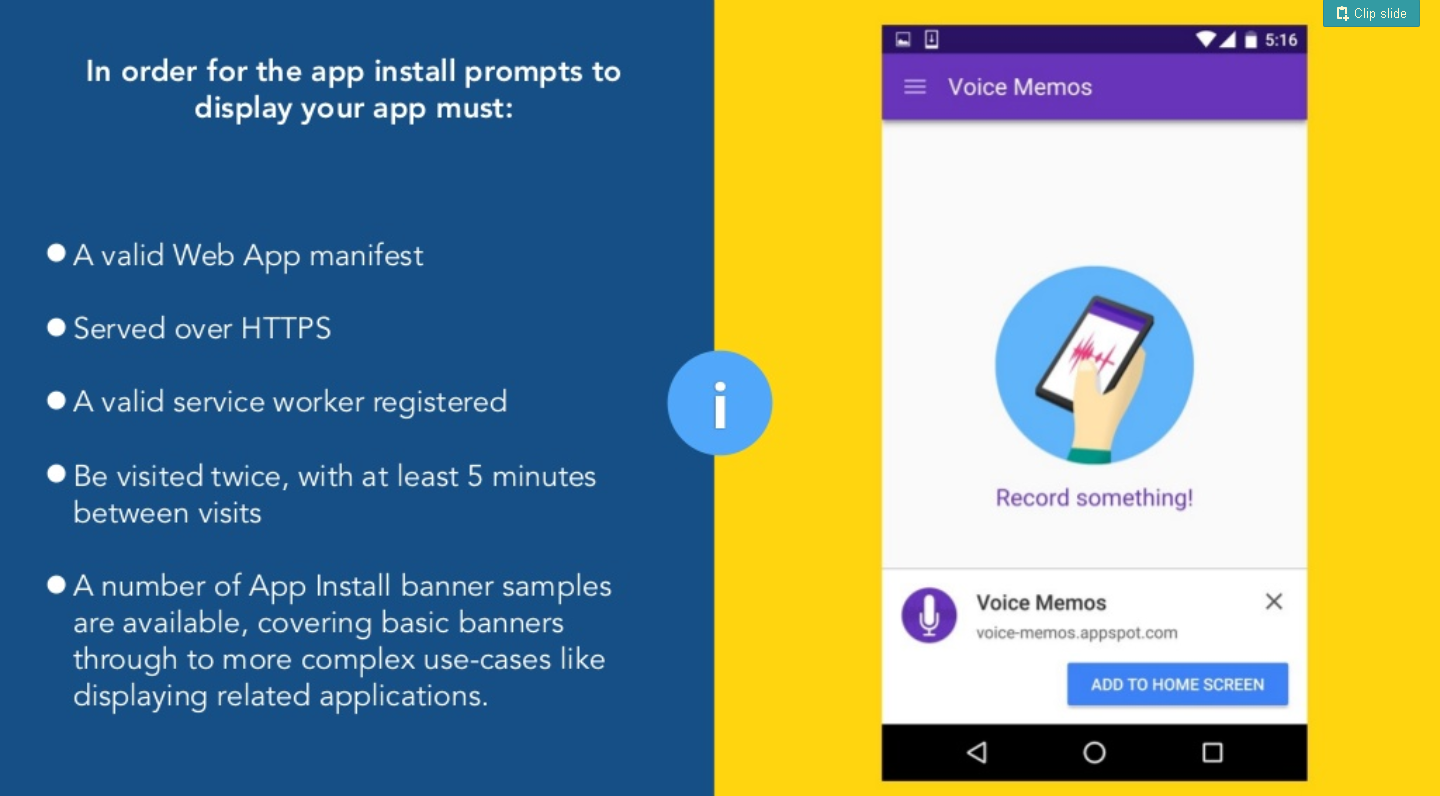 Clip slide
In order for the app install prompts to
display your app must:
● A valid Web App manifest
● Served over HTTPS
● A valid service worker registered
● Be visited twice, with at least 5 minutes
between visits
● A number of App Install banner samples
are available, covering basic banners
through to more complex use-cases like
displaying related applications.
i
5:16
Voice Memos
Record something!
Voice Memos
voice-memos.appspot.com
ADD TO HOME SCREEN